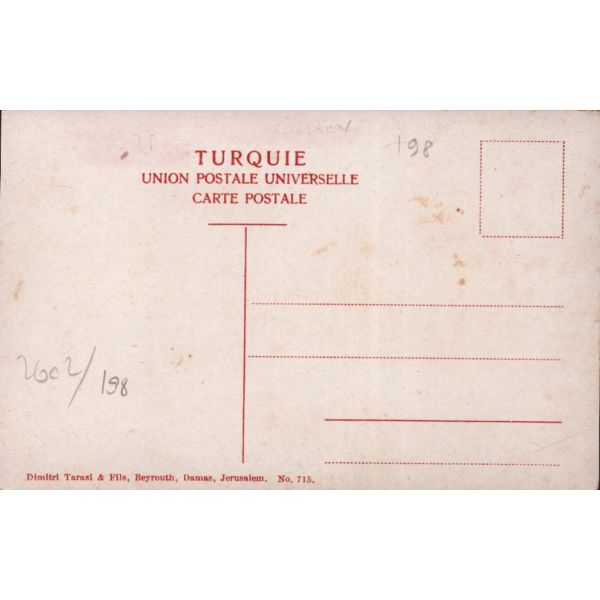 198
TURQUIE
UNION POSTALE UNIVERSELLE
CARTE POSTALE
2602/198
Dimitri Tarazi & Fils, Beyrouth, Damas, Jerusalem. No. 715.